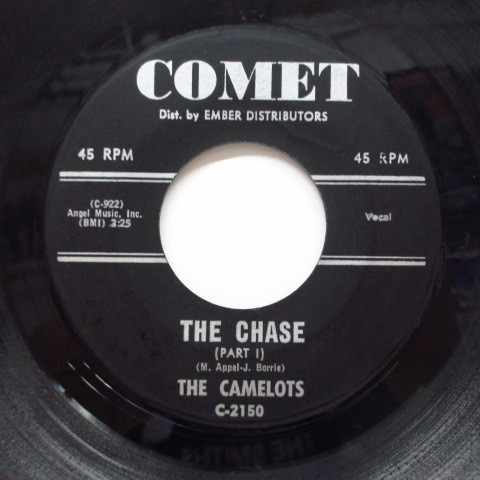 COMET
Dist. by EMBER DISTRIBUTORS
45 RPM
45 RPM
(C-922)
Angel Music, Inc.
(BMI) 2:25
Vocal
THE CHASE
(PART I)
(M. Appel-J. Borrie)
THE CAMELOTS
C-2150